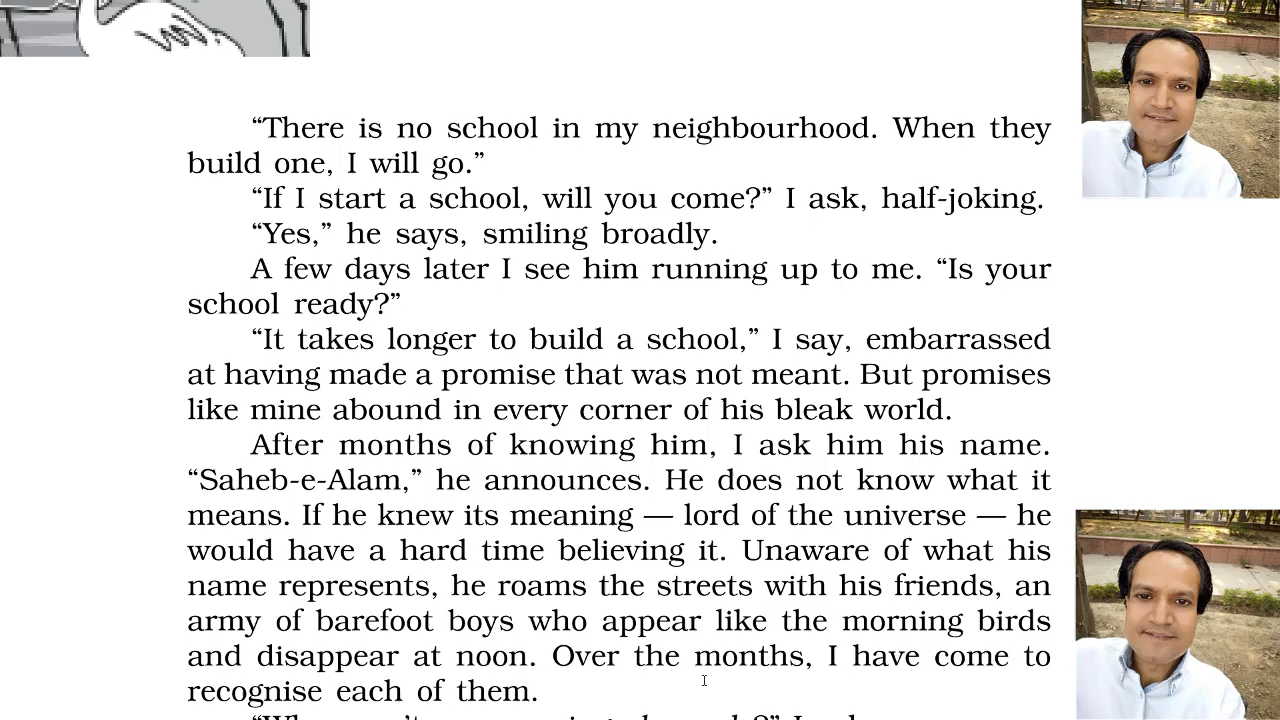 “There is no school in my neighbourhood. When they
build one, I will go.”
“If I start a school, will you come?” I ask, half-joking.
“Yes,” he says, smiling broadly.
A few days later I see him running up to me. “Is your
school ready?”
“It takes longer to build a school,” I say, embarrassed
at having made a promise that was not meant. But promises
like mine abound in every corner of his bleak world.
After months of knowing him, I ask him his name.
“Saheb-e-Alam,” he announces. He does not know what it
means. If he knew its meaning — lord of the universe — he
would have a hard time believing it. Unaware of what his
name represents, he roams the streets with his friends, an
army of barefoot boys who appear like the morning birds
and disappear at noon. Over the months, I have come to
recognise each of them.